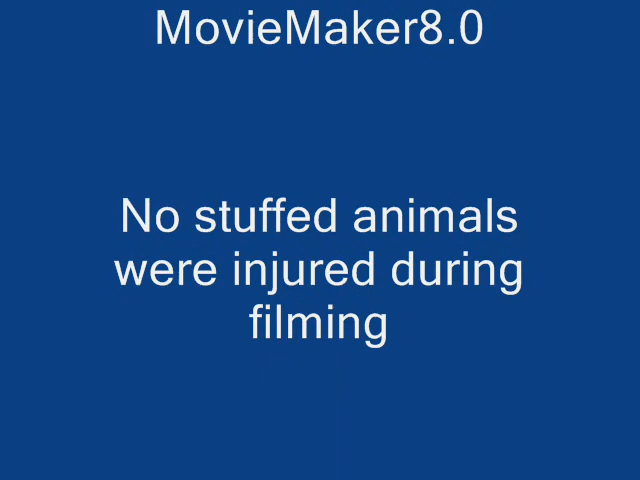 MovieMaker8.0
No stuffed animals
were injured during
filming